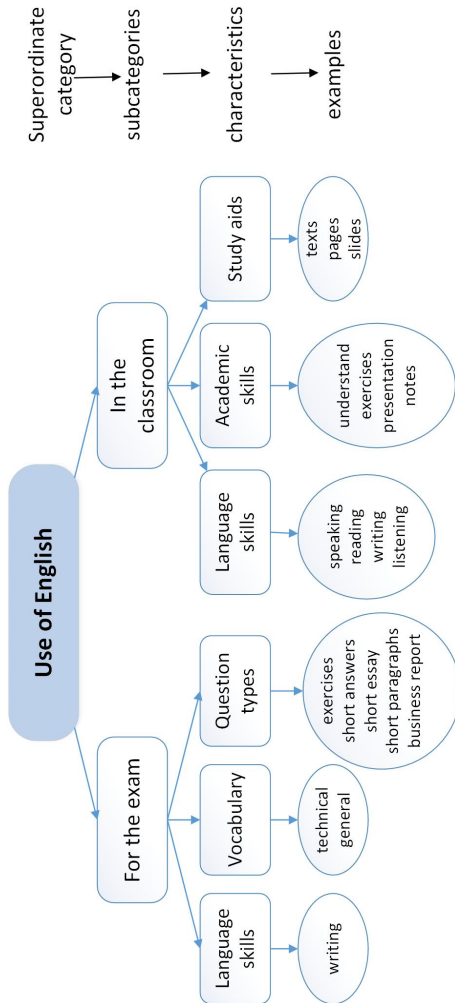 Use of English
Superordinate
category
For the exam
In the
classroom
subcategories
Language
skills
Vocabulary
Question
types
Language
skills
Academic
skills
Study aids
characteristics
writing
technical
general
exercises
short answers
short essay
short paragraphs
business report
speaking
reading
writing
listening
understand
exercises
presentation
notes
texts
pages
slides
examples